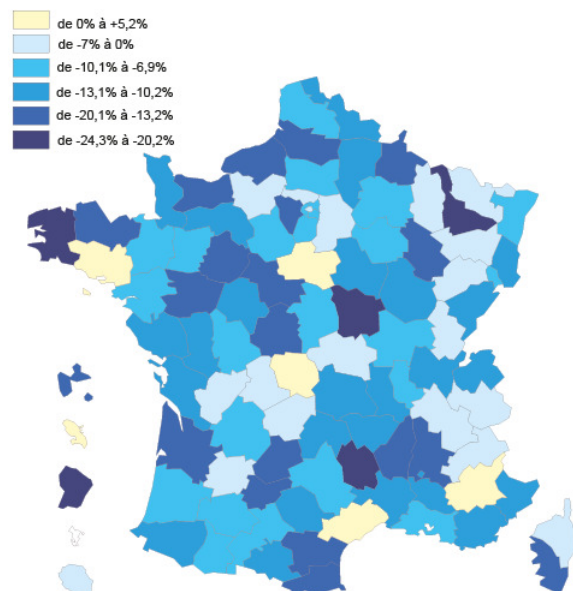 de 0% à +5,2%
de -7% à 0%
de -10,1% à -6,9%
de -13,1% à -10,2%
de -20,1% à -13,2%
de -24,3% à -20,2%